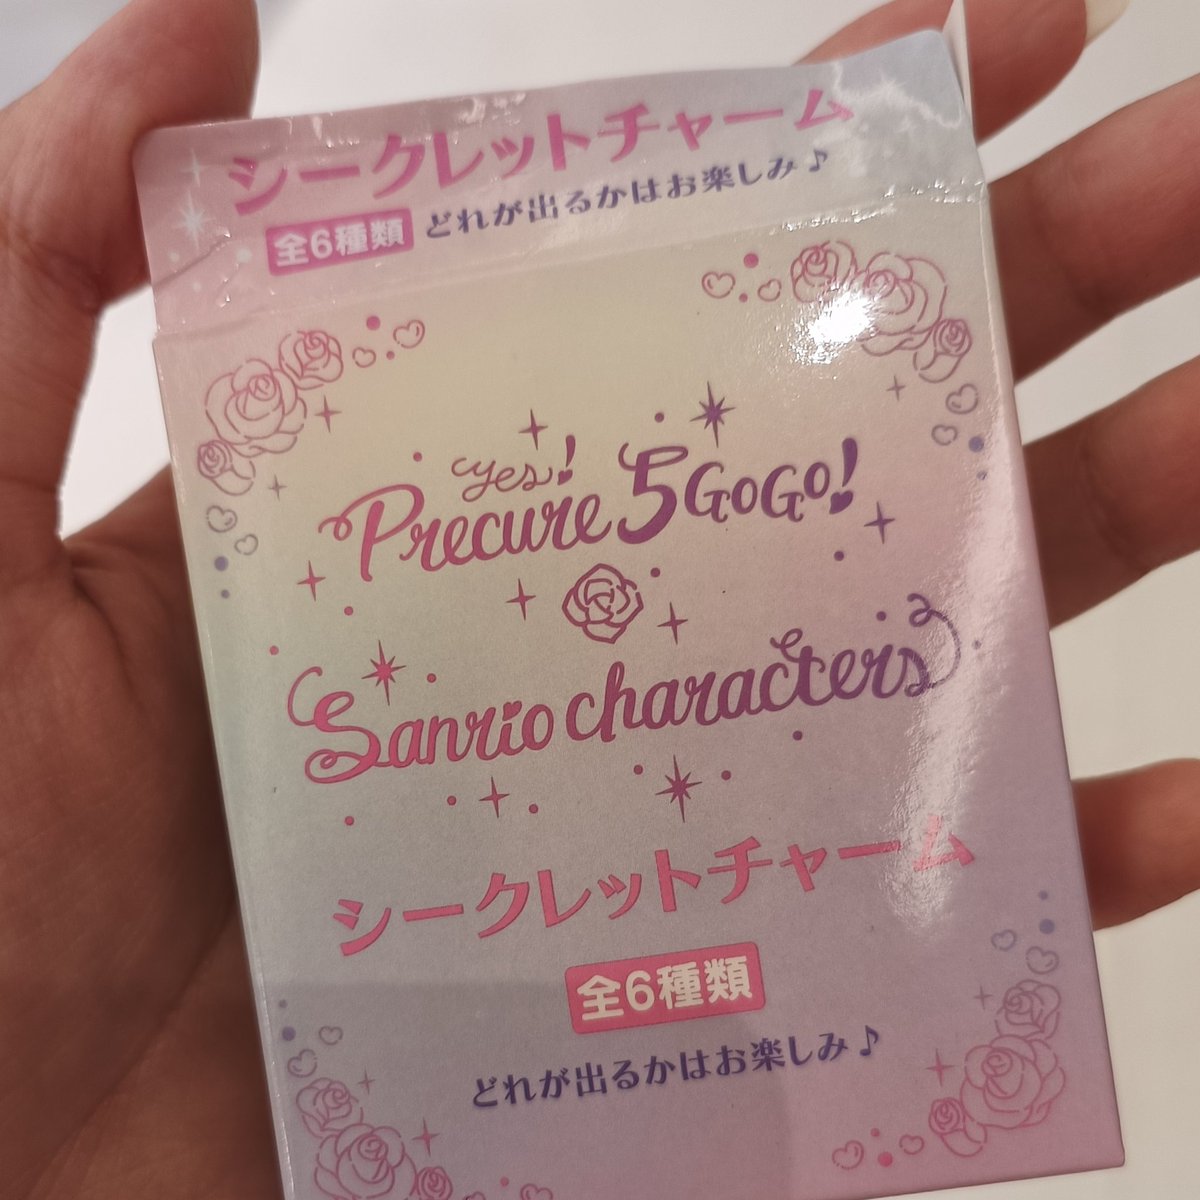 シークレットチャーム
全6種類 どれが出るかはお楽しみ♪
yes!
Precure 5 GoGo!
Sanrio characters
シークレットチャーム
全6種類
どれが出るかはお楽しみ♪